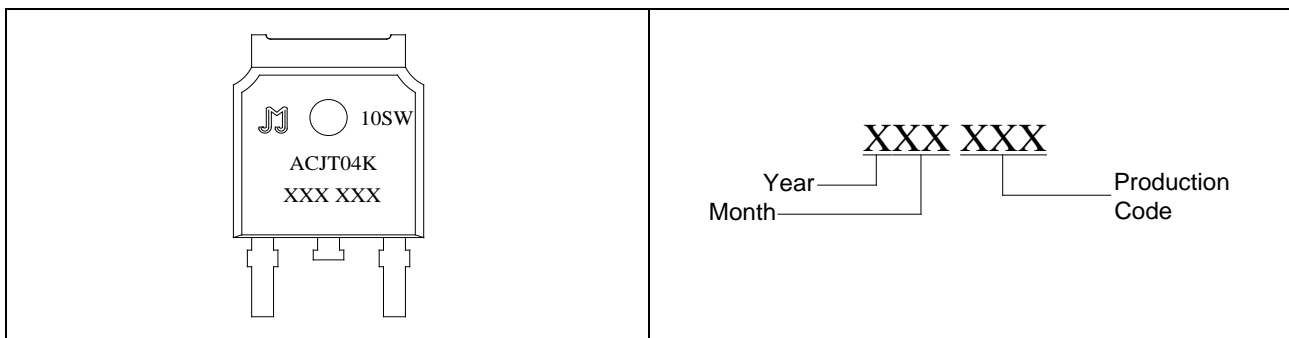 10SW
ACJT04K
XXX XXX
XXX XXX
Year
Month
Production
Code